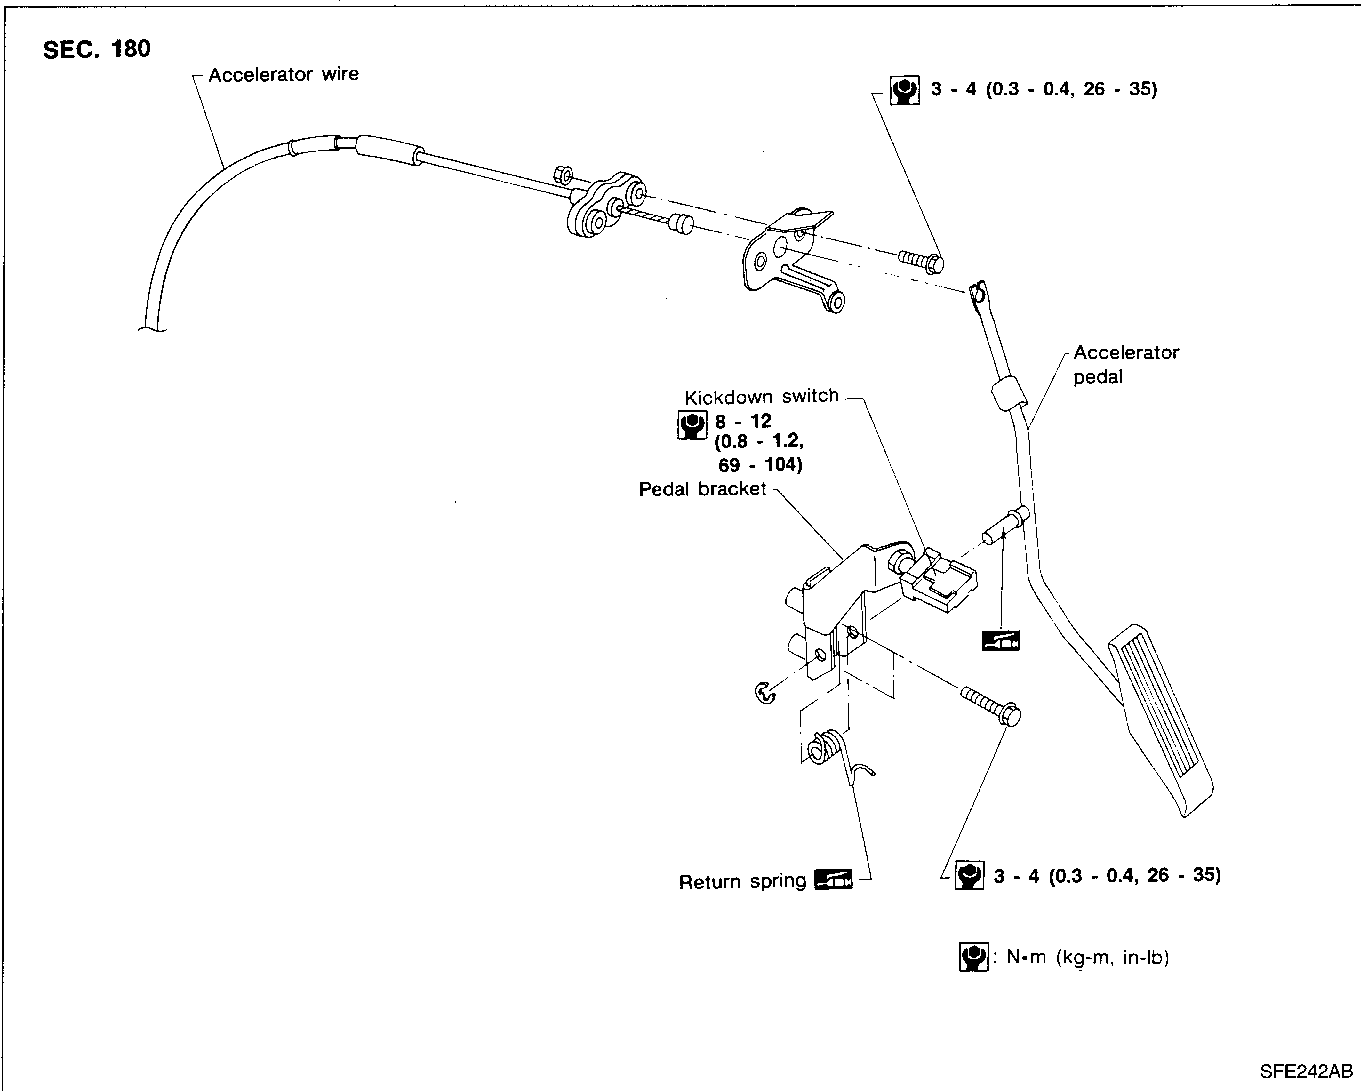 SEC. 180
Accelerator wire
3 - 4 (0.3 - 0.4, 26 - 35)
Accelerator
pedal
Kickdown switch
8 - 12
(0.8 - 1.2,
69 - 104)
Pedal bracket
Return spring
3 - 4 (0.3 - 0.4, 26 - 35)
: N•m (kg-m, in-lb)
SFE242AB